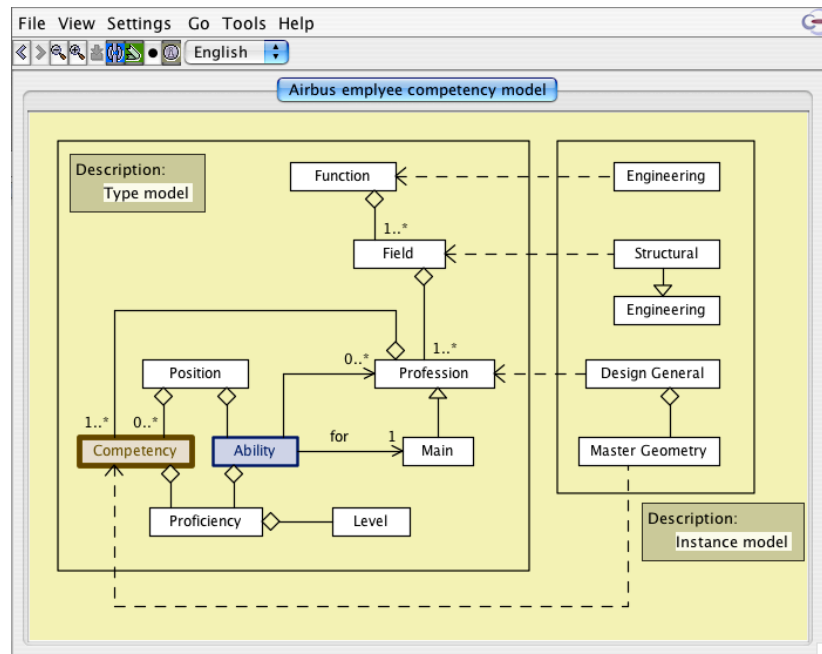 File View Settings Go Tools Help
English
Airbus emplyee competency model
Description:
Type model
Function
Engineering
1..*
Field
Structural
Engineering
0..*
1..*
Position
Profession
Design General
1..*
0..*
for
1
Competency
Ability
Main
Master Geometry
Proficiency
Level
Description:
Instance model